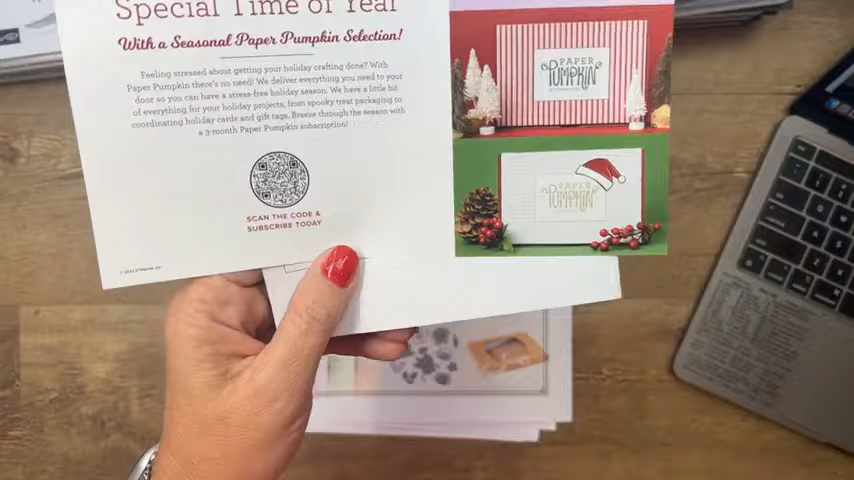 Special Time of Year
With a Seasonal Paper Pumpkin Selection!
Feeling stressed about getting your holiday crafting done? With
Paper Pumpkin there's no need! We deliver everything you need to your
door so you can have a stress-free holiday season. We have a little bit
of everything for your holiday projects, from spooky treat packaging to
coordinating holiday cards and gift tags. Breeze through the season with
a 3-month Paper Pumpkin subscription!
SCAN THE CODE &
SUBSCRIBE TODAY
PAPER
PUMPKIN
PAPER
PUMPKIN